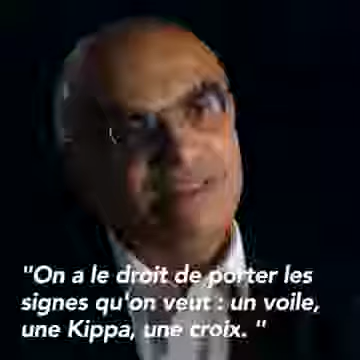 "On a le droit de porter les
signes qu'on veut : un voile,
une Kippa, une croix. "